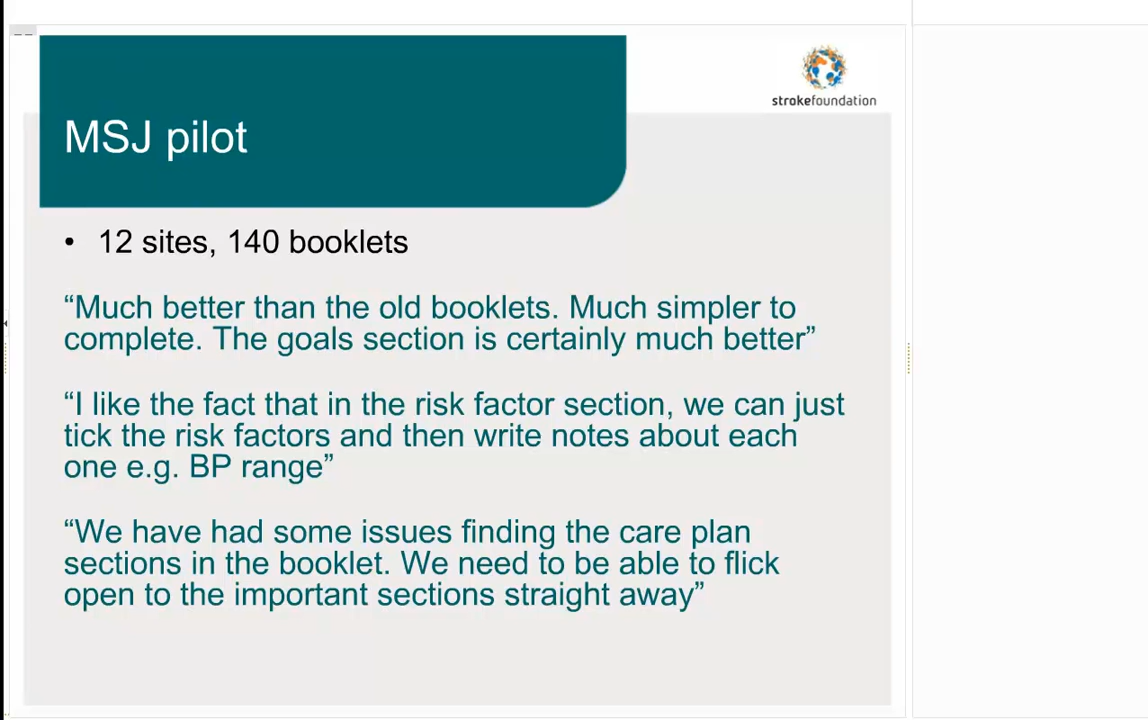 strokefoundation
MSJ pilot
• 12 sites, 140 booklets
“Much better than the old booklets. Much simpler to
complete. The goals section is certainly much better”
“I like the fact that in the risk factor section, we can just
tick the risk factors and then write notes about each
one e.g. BP range”
“We have had some issues finding the care plan
sections in the booklet. We need to be able to flick
open to the important sections straight away”